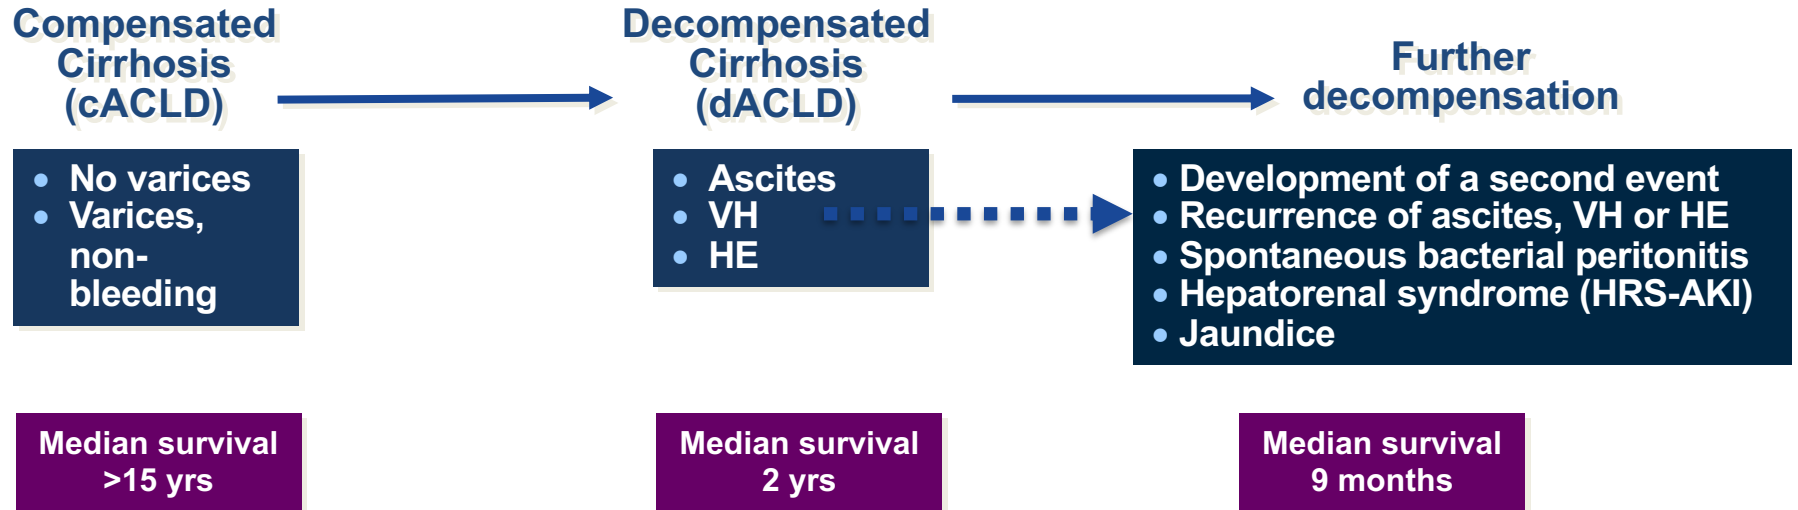 Compensated
Cirrhosis
(cACLD)
Decompensated
Cirrhosis
(dACLD)
Further
decompensation
• No varices
• Varices,
non-
bleeding
• Ascites
• VH
• HE
• Development of a second event
• Recurrence of ascites, VH or HE
• Spontaneous bacterial peritonitis
• Hepatorenal syndrome (HRS-AKI)
• Jaundice
Median survival
>15 yrs
Median survival
2 yrs
Median survival
9 months